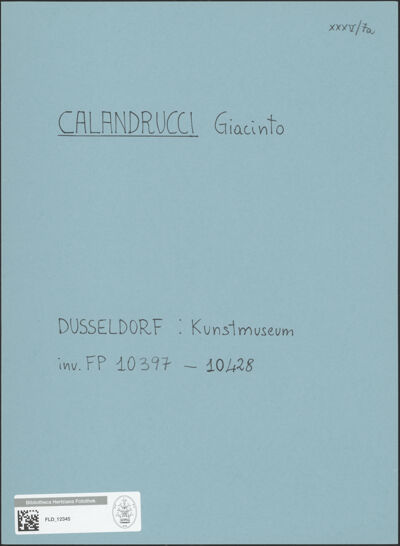 XXXV/7a
CALANDRUCCI Giacinto
DUSSELDORF : Kunstmuseum
inv. FP 10397 — 10428
Bibliotheca Hertziana Fotothek
FLD_12345